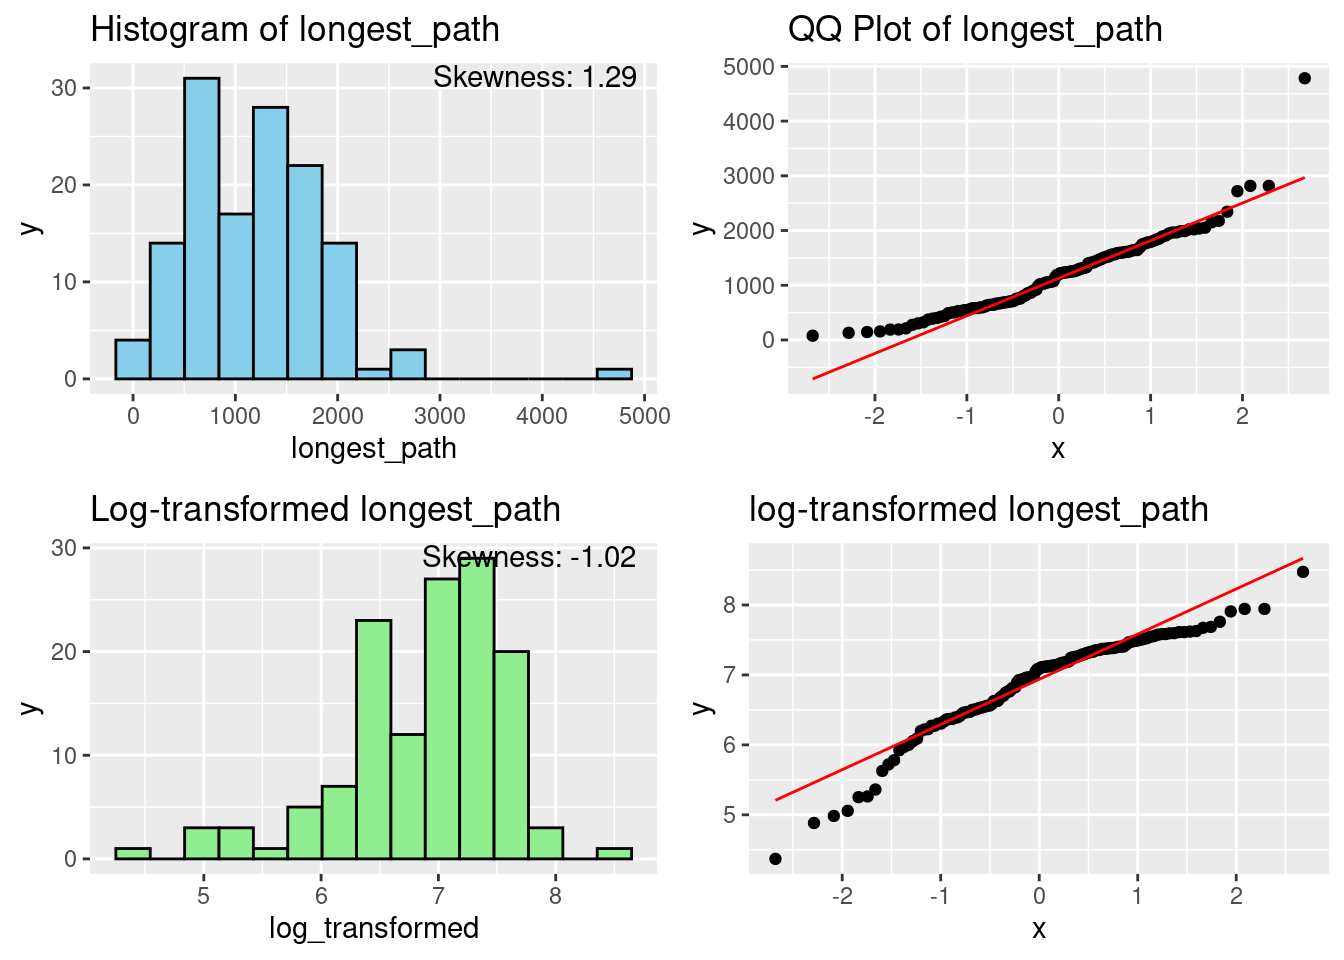 Histogram of longest_path
Skewness: 1.29
30
20
10
0
y
0 1000 2000 3000 4000 5000
longest_path
QQ Plot of longest_path
5000
4000
3000
2000
1000
0
y
-2 -1 0 1 2
x
Log-transformed longest_path
Skewness: -1.02
30
20
10
0
y
5 6 7 8
log_transformed
log-transformed longest_path
8
7
6
5
y
-2 -1 0 1 2
x